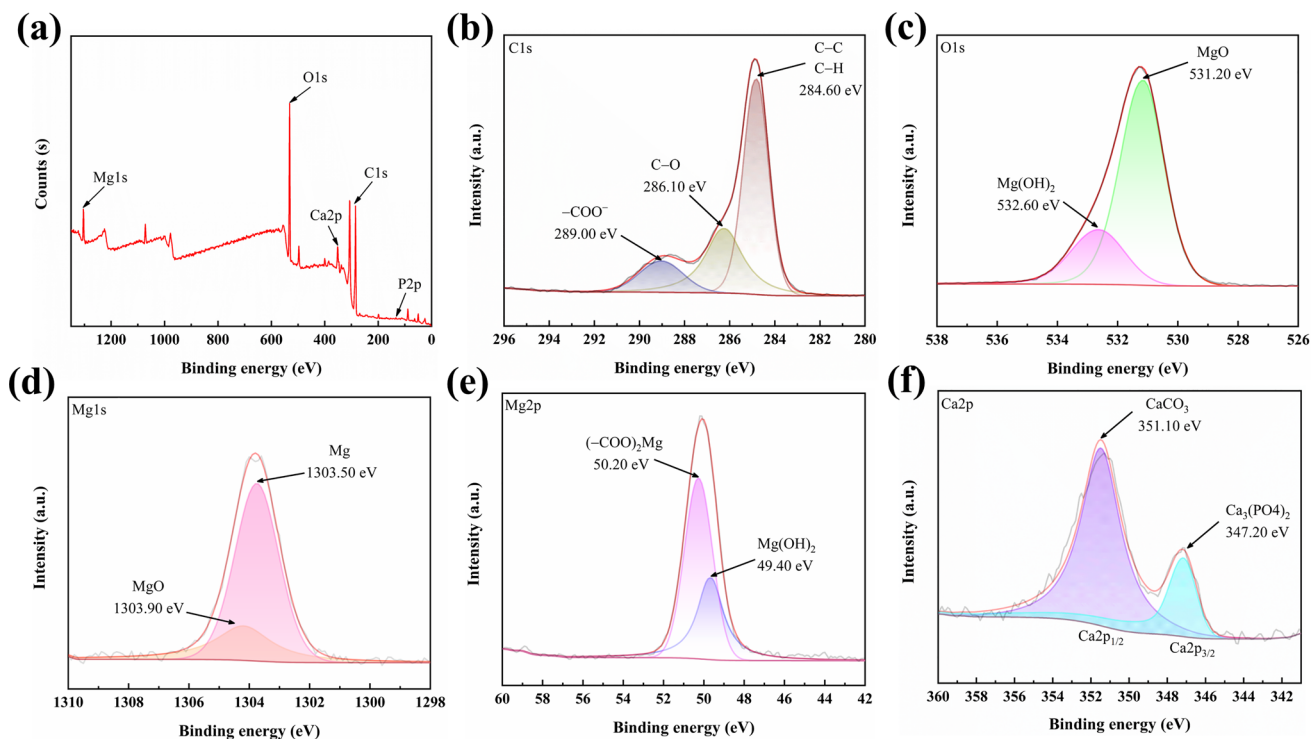 (a)
O1s
Mg1s
C1s
Ca2p
P2p
Counts (s)
1200 1000 800 600 400 200 0
Binding energy (eV)
(b)
C1s
C−C
C−H
284.60 eV
C−O
286.10 eV
−COO⁻
289.00 eV
Intensity (a.u.)
296 294 292 290 288 286 284 282 280
Binding energy (eV)
(c)
O1s
MgO
531.20 eV
Mg(OH)₂
532.60 eV
Intensity (a.u.)
538 536 534 532 530 528 526
Binding energy (eV)
(d)
Mg1s
Mg
1303.50 eV
MgO
1303.90 eV
Intensity (a.u.)
1310 1308 1306 1304 1302 1300 1298
Binding energy (eV)
(e)
Mg2p
(−COO)₂Mg
50.20 eV
Mg(OH)₂
49.40 eV
Intensity (a.u.)
60 58 56 54 52 50 48 46 44 42
Binding energy (eV)
(f)
Ca2p
CaCO₃
351.10 eV
Ca₃(PO4)₂
347.20 eV
Ca2p₁/₂
Ca2p₃/₂
Intensity (a.u.)
360 358 356 354 352 350 348 346 344 342
Binding energy (eV)